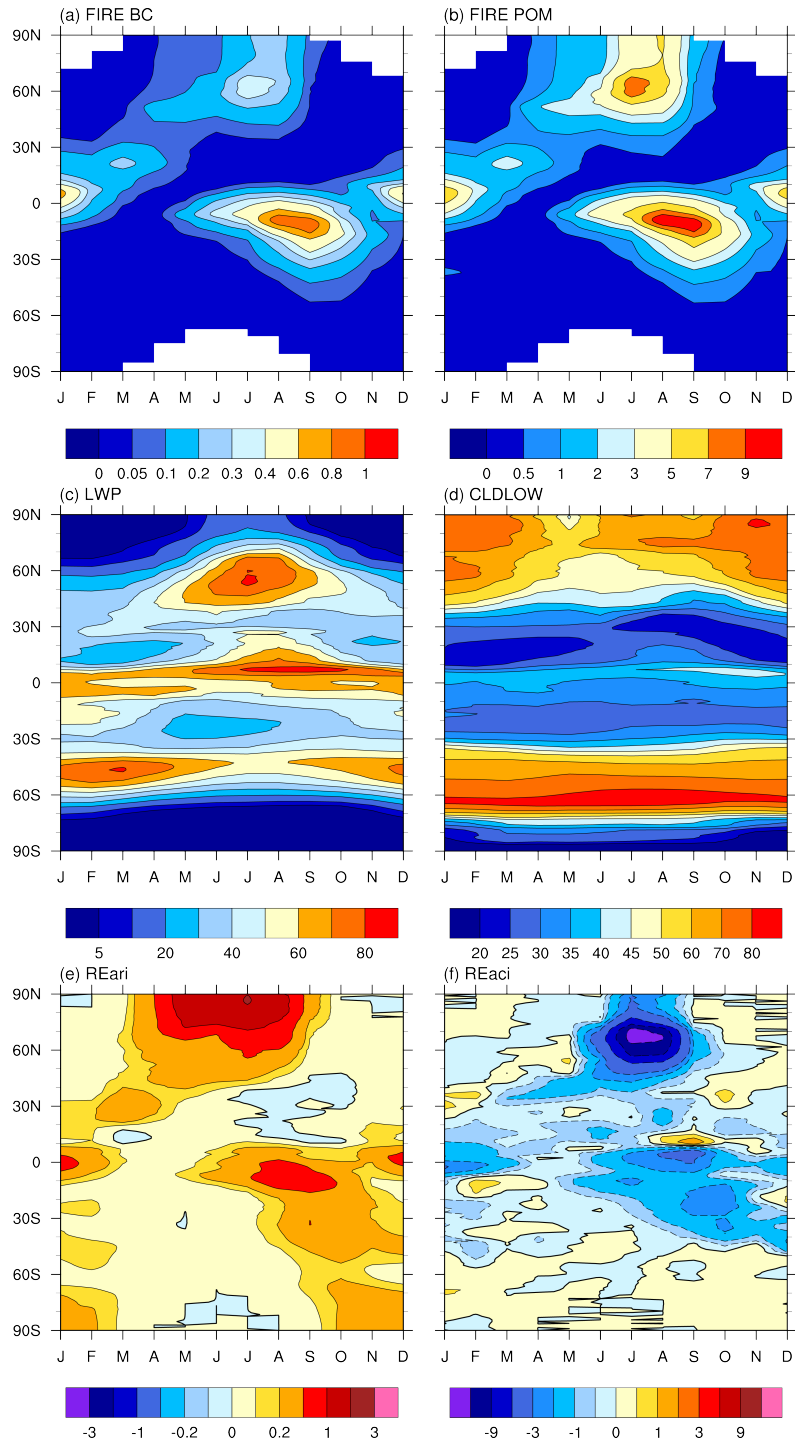 (a) FIRE BC
(b) FIRE POM
90N
60N
30N
0
30S
60S
90S
J F M A M J J A S O N D
J F M A M J J A S O N D
0 0.05 0.1 0.2 0.3 0.4 0.6 0.8 1
0 0.5 1 2 3 5 7 9
(c) LWP
(d) CLDLOW
90N
60N
30N
0
30S
60S
90S
J F M A M J J A S O N D
J F M A M J J A S O N D
5 20 40 60 80
20 25 30 35 40 45 50 60 70 80
(e) REari
(f) REaci
90N
60N
30N
0
30S
60S
90S
J F M A M J J A S O N D
J F M A M J J A S O N D
-3 -1 -0.2 0 0.2 1 3
-9 -3 -1 0 1 3 9